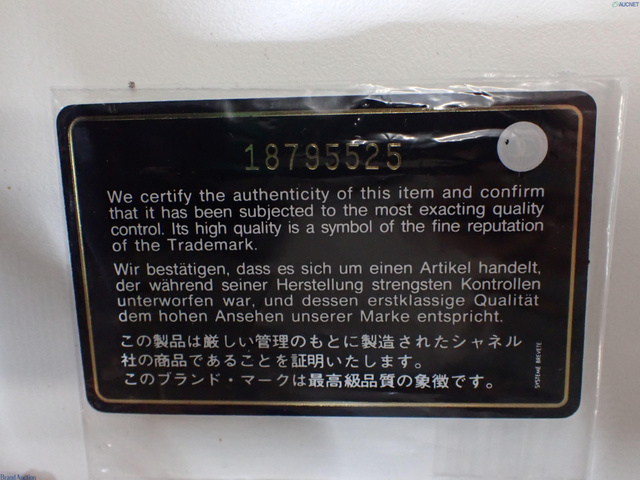 AUCNET
18795525
We certify the authenticity of this item and confirm
that it has been subjected to the most exacting quality
control. Its high quality is a symbol of the fine reputation
of the Trademark.
Wir bestätigen, dass es sich um einen Artikel handelt,
der während seiner Herstellung strengsten Kontrollen
unterworfen war, und dessen erstklassige Qualität
dem hohen Ansehen unserer Marke entspricht.
この製品は厳しい管理のもとに製造されたシャネル
社の商品であることを証明いたします。
このブランド・マークは最高級品質の象徴です。
SYSTEME BREVETE
BrandAuction